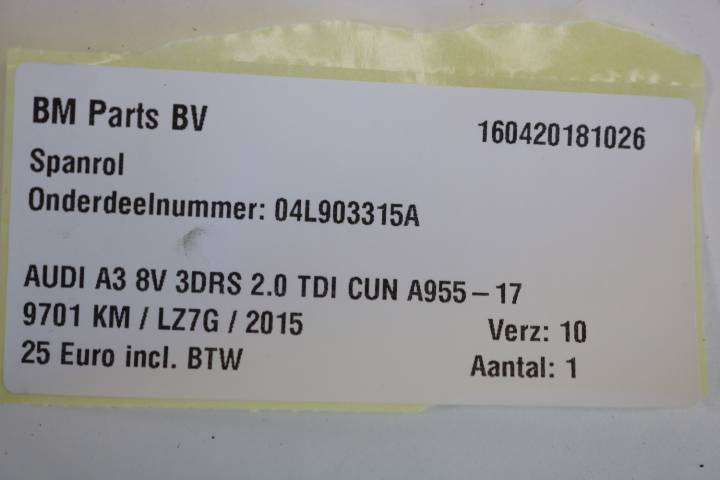 BM Parts BV
160420181026
Spanrol
Onderdeelnummer: 04L903315A
AUDI A3 8V 3DRS 2.0 TDI CUN A955-17
9701 KM / LZ7G / 2015
Verz: 10
25 Euro incl. BTW
Aantal: 1